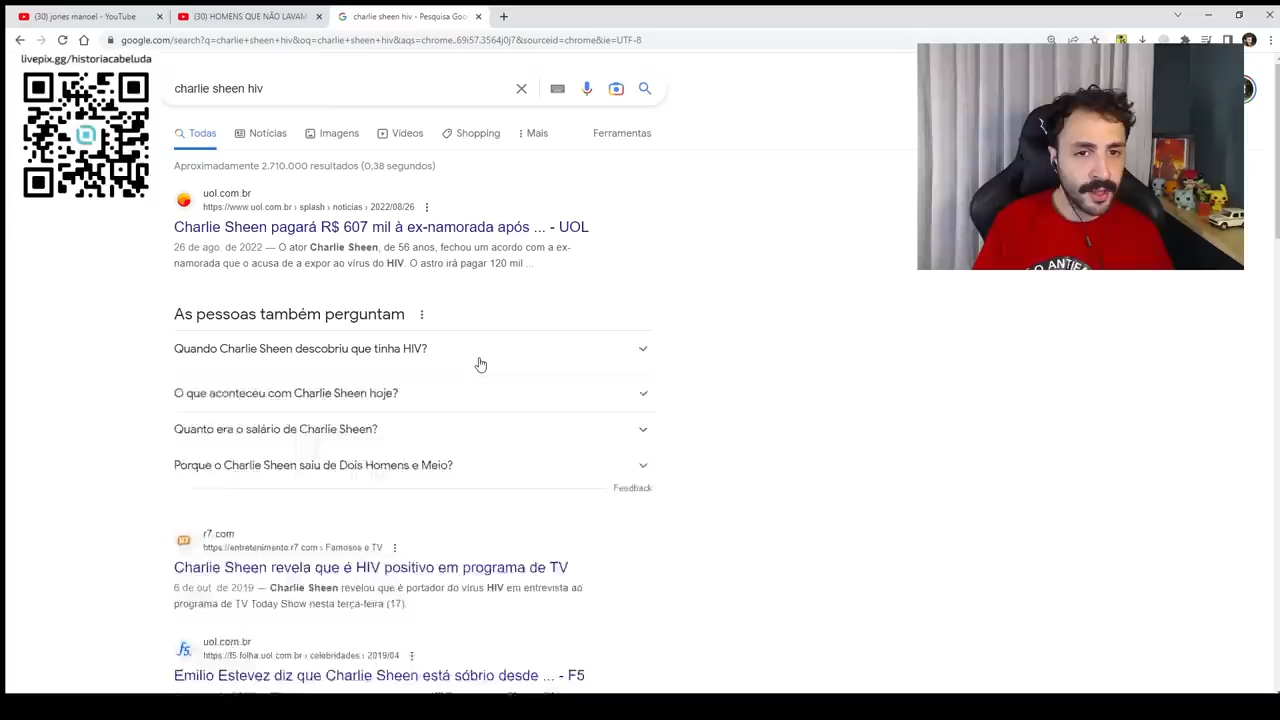 (30) jones manoel - YouTube
(30) HOMENS QUE NÃO LAVAM
charlie sheen hiv - Pesquisa Goo
google.com/search?q=charlie+sheen+hiv&oq=charlie+sheen+hiv&aqs=chrome..69i57.3564j0j7&sourceid=chrome&ie=UTF-8
livepix.gg/historiacabeluda
charlie sheen hiv
Todas
Notícias
Imagens
Vídeos
Shopping
Mais
Ferramentas
Aproximadamente 2.710.000 resultados (0,38 segundos)
uol.com.br
https://www.uol.com.br › splash › noticias › 2022/08/26
Charlie Sheen pagará R$ 607 mil à ex-namorada após ... - UOL
26 de ago. de 2022 — O ator Charlie Sheen, de 56 anos, fechou um acordo com a ex-
namorada que o acusa de a expor ao vírus do HIV. O astro irá pagar 120 mil ...
As pessoas também perguntam
Quando Charlie Sheen descobriu que tinha HIV?
O que aconteceu com Charlie Sheen hoje?
Quanto era o salário de Charlie Sheen?
Porque o Charlie Sheen saiu de Dois Homens e Meio?
Feedback
r7.com
https://entretenimento.r7.com › Famosos e TV
Charlie Sheen revela que é HIV positivo em programa de TV
6 de out. de 2019 — Charlie Sheen revelou que é portador do vírus HIV em entrevista ao
programa de TV Today Show nesta terça-feira (17).
uol.com.br
https://f5.folha.uol.com.br › celebridades › 2019/04
Emilio Estevez diz que Charlie Sheen está sóbrio desde ... - F5